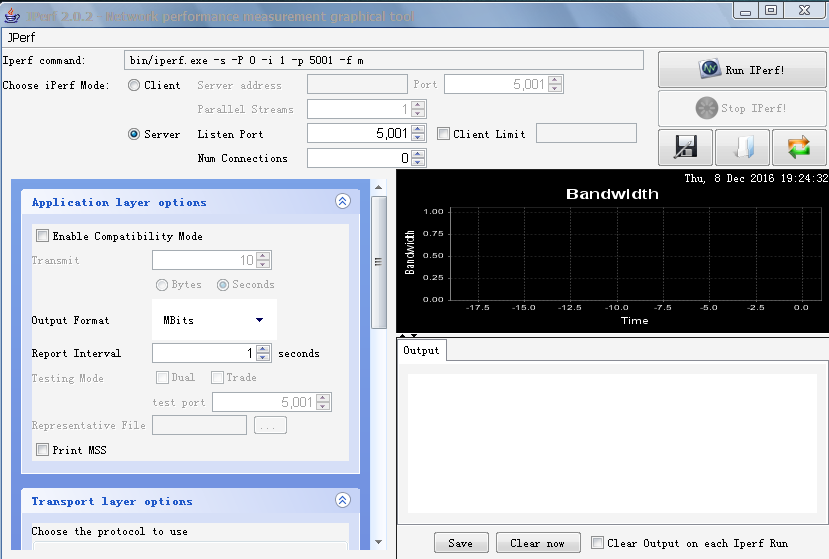 JPerf 2.0.2 - Network performance measurement graphical tool
JPerf
Iperf command:
bin/iperf.exe -s -P 0 -i 1 -p 5001 -f m
Run IPerf!
Choose iPerf Mode:
Client
Server address
Port
5,001
Parallel Streams
1
Stop IPerf!
Server
Listen Port
5,001
Client Limit
Num Connections
0
Application layer options
Enable Compatibility Mode
Transmit
10
Bytes
Seconds
Output Format
MBits
Report Interval
1
seconds
Testing Mode
Dual
Trade
test port
5,001
Representative File
...
Print MSS
Transport layer options
Choose the protocol to use
Thu, 8 Dec 2016 19:24:32
Bandwidth
Bandwidth
1.00
0.75
0.50
0.25
0.00
-17.5 -15.0 -12.5 -10.0 -7.5 -5.0 -2.5 0.0
Time
Output
Save
Clear now
Clear Output on each Iperf Run